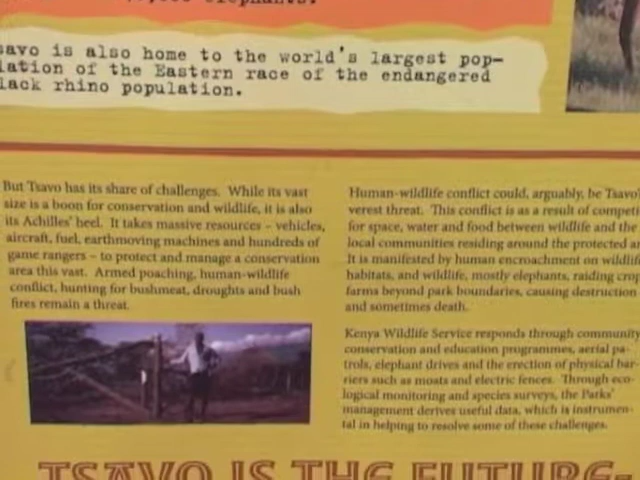 elephants.
savo is also home to the world's largest pop-
lation of the Eastern race of the endangered
lack rhino population.
But Tsavo has its share of challenges. While its vast
size is a boon for conservation and wildlife, it is also
its Achilles' heel. It takes massive resources – vehicles,
aircraft, fuel, earthmoving machines and hundreds of
game rangers – to protect and manage a conservation
area this vast. Armed poaching, human-wildlife
conflict, hunting for bushmeat, droughts and bush
fires remain a threat.
Human-wildlife conflict could, arguably, be Tsavo'
verest threat. This conflict is as a result of compet
for space, water and food between wildlife and the
local communities residing around the protected a
It is manifested by human encroachment on wildlife
habitats, and wildlife, mostly elephants, raiding crop
farms beyond park boundaries, causing destruction
and sometimes death.
Kenya Wildlife Service responds through community
conservation and education programmes, aerial pa-
trols, elephant drives and the erection of physical bar-
riers such as moats and electric fences. Through eco-
logical monitoring and species surveys, the Parks'
management derives useful data, which is instrumen-
tal in helping to resolve some of these challenges.
TSAVO IS THE FUTURE-